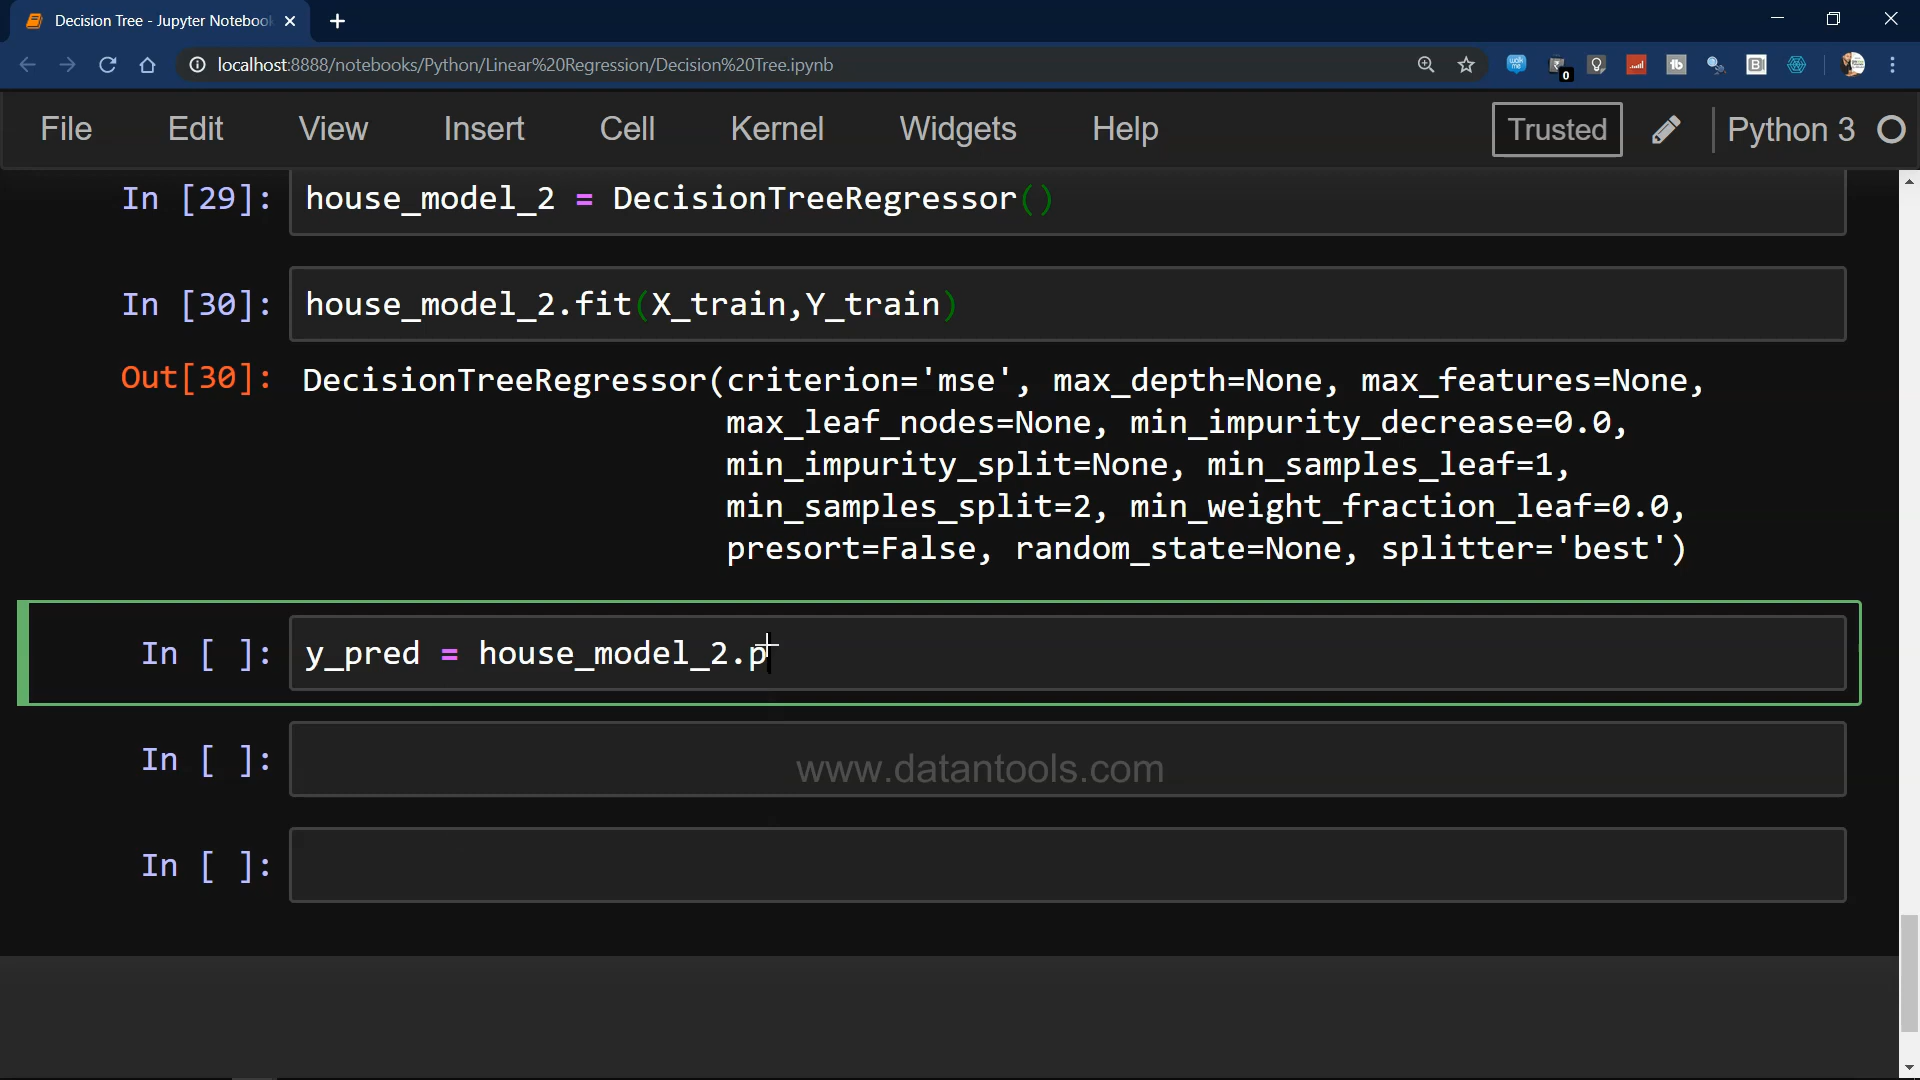 Decision Tree - Jupyter Noteboo
localhost:8888/notebooks/Python/Linear%20Regression/Decision%20Tree.ipynb
0
File Edit View Insert Cell Kernel Widgets Help Trusted Python 3
In [29]: house_model_2 = DecisionTreeRegressor()
In [30]: house_model_2.fit(X_train,Y_train)
Out[30]: DecisionTreeRegressor(criterion='mse', max_depth=None, max_features=None,
max_leaf_nodes=None, min_impurity_decrease=0.0,
min_impurity_split=None, min_samples_leaf=1,
min_samples_split=2, min_weight_fraction_leaf=0.0,
presort=False, random_state=None, splitter='best')
In [ ]: y_pred = house_model_2.p
In [ ]:
www.datantools.com
In [ ]: